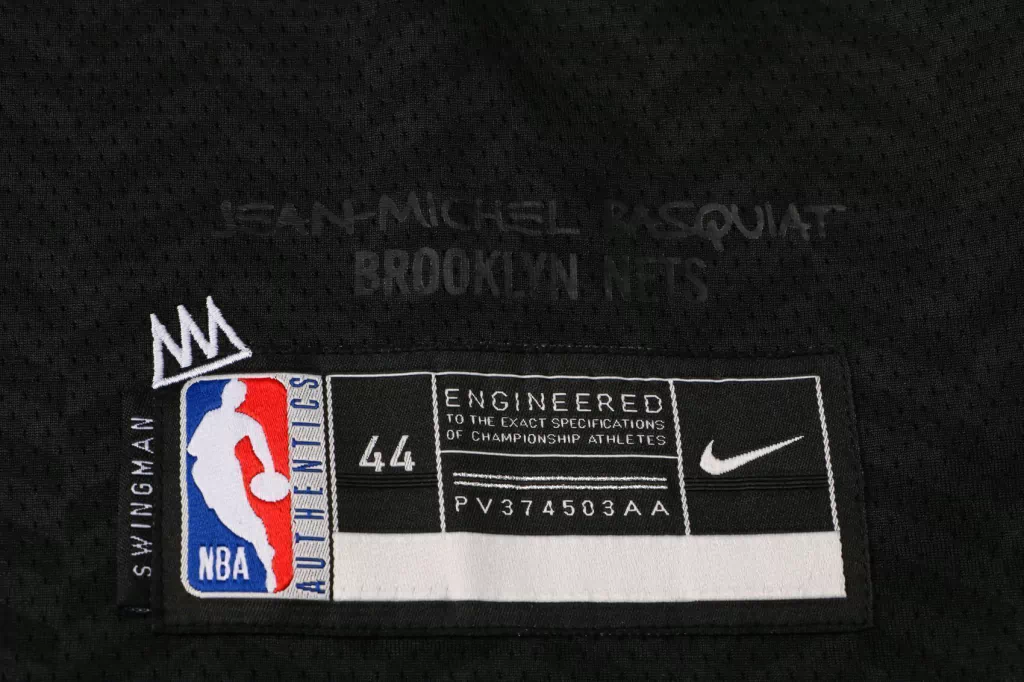 JEAN-MICHEL BASQUIAT
BROOKLYN NETS
SWINGMAN
NBA
AUTHENTICS
44
ENGINEERED
TO THE EXACT SPECIFICATIONS
OF CHAMPIONSHIP ATHLETES
PV374503AA